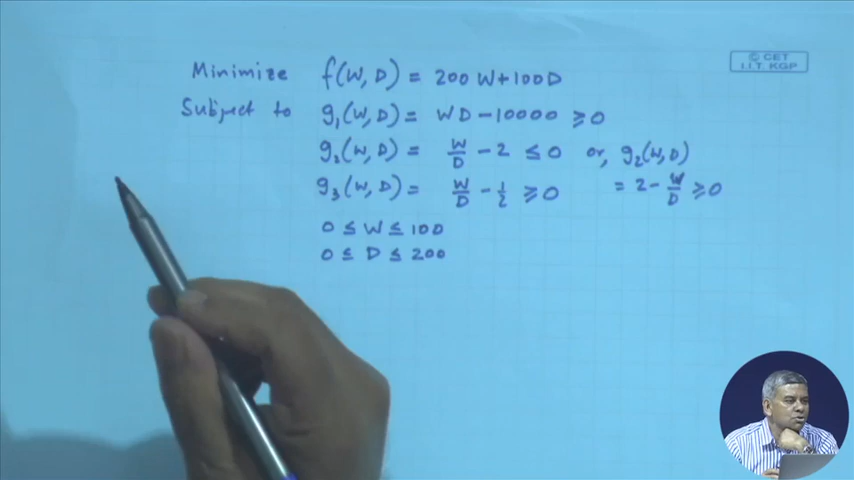 © CET
I.I.T. KGP
Minimize f(W, D) = 200 W + 100 D
Subject to g₁(W, D) = WD - 10000 ≥ 0
g₂(W, D) = W/D - 2 ≤ 0 or, g₂(W, D)
= 2 - W/D ≥ 0
g₃(W, D) = W/D - 1/2 ≥ 0
0 ≤ W ≤ 100
0 ≤ D ≤ 200